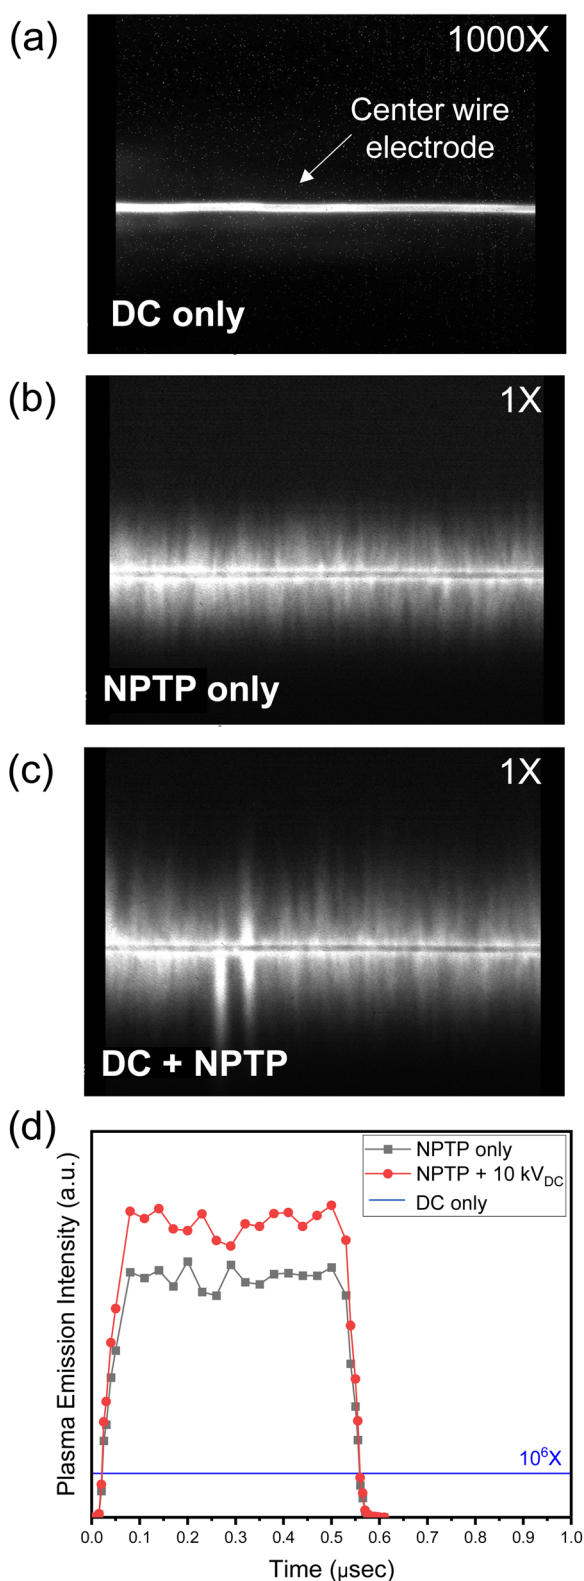 (a)
1000X
Center wire
electrode
DC only
(b)
1X
NPTP only
(c)
1X
DC + NPTP
(d)
Plasma Emission Intensity (a.u.)
NPTP only
NPTP + 10 kV_DC
DC only
10⁶X
0.0 0.1 0.2 0.3 0.4 0.5 0.6 0.7 0.8 0.9 1.0
Time (μsec)